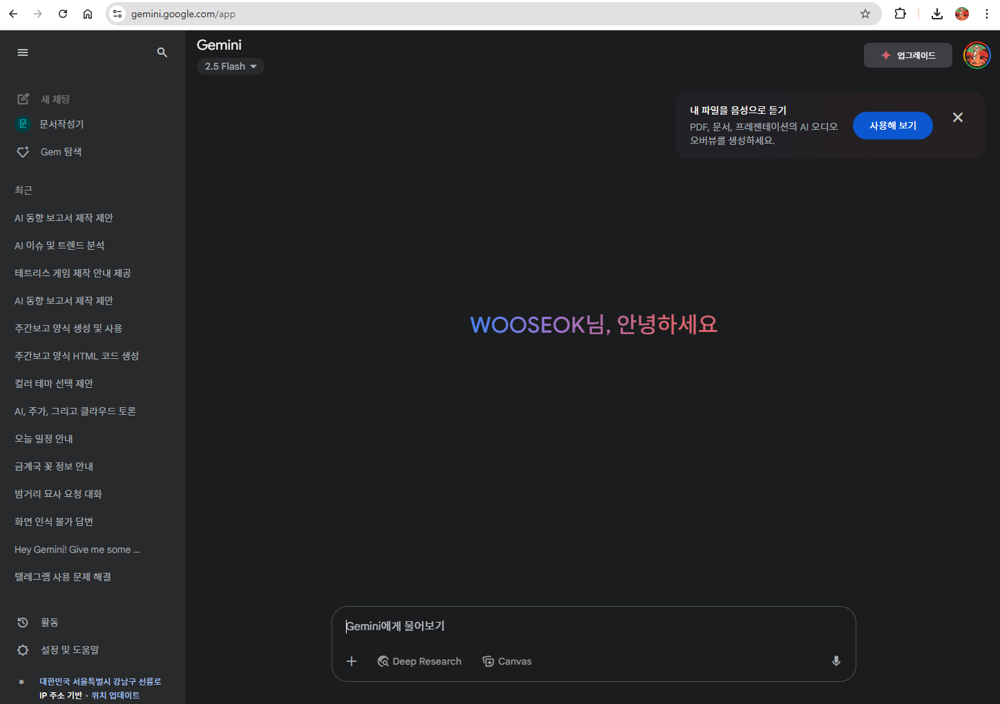 gemini.google.com/app
Gemini
2.5 Flash
업그레이드
새 채팅
문 문서작성기
Gem 탐색
최근
AI 동향 보고서 제작 제안
AI 이슈 및 트렌드 분석
테트리스 게임 제작 안내 제공
AI 동향 보고서 제작 제안
주간보고 양식 생성 및 사용
주간보고 양식 HTML 코드 생성
컬러 테마 선택 제안
AI, 주가, 그리고 클라우드 토론
오늘 일정 안내
금계국 꽃 정보 안내
밤거리 묘사 요청 대화
화면 인식 불가 답변
Hey Gemini! Give me some ...
텔레그램 사용 문제 해결
활동
설정 및 도움말
대한민국 서울특별시 강남구 선릉로
IP 주소 기반 • 위치 업데이트
내 파일을 음성으로 듣기
PDF, 문서, 프레젠테이션의 AI 오디오
오버뷰를 생성하세요.
사용해 보기
WOOSEOK님, 안녕하세요
Gemini에게 물어보기
Deep Research
Canvas